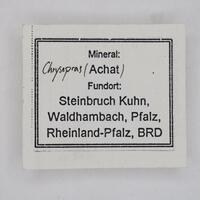 Mineral:
Chrysopras (Achat)
Fundort:
Steinbruch Kuhn,
Waldhambach, Pfalz,
Rheinland-Pfalz, BRD